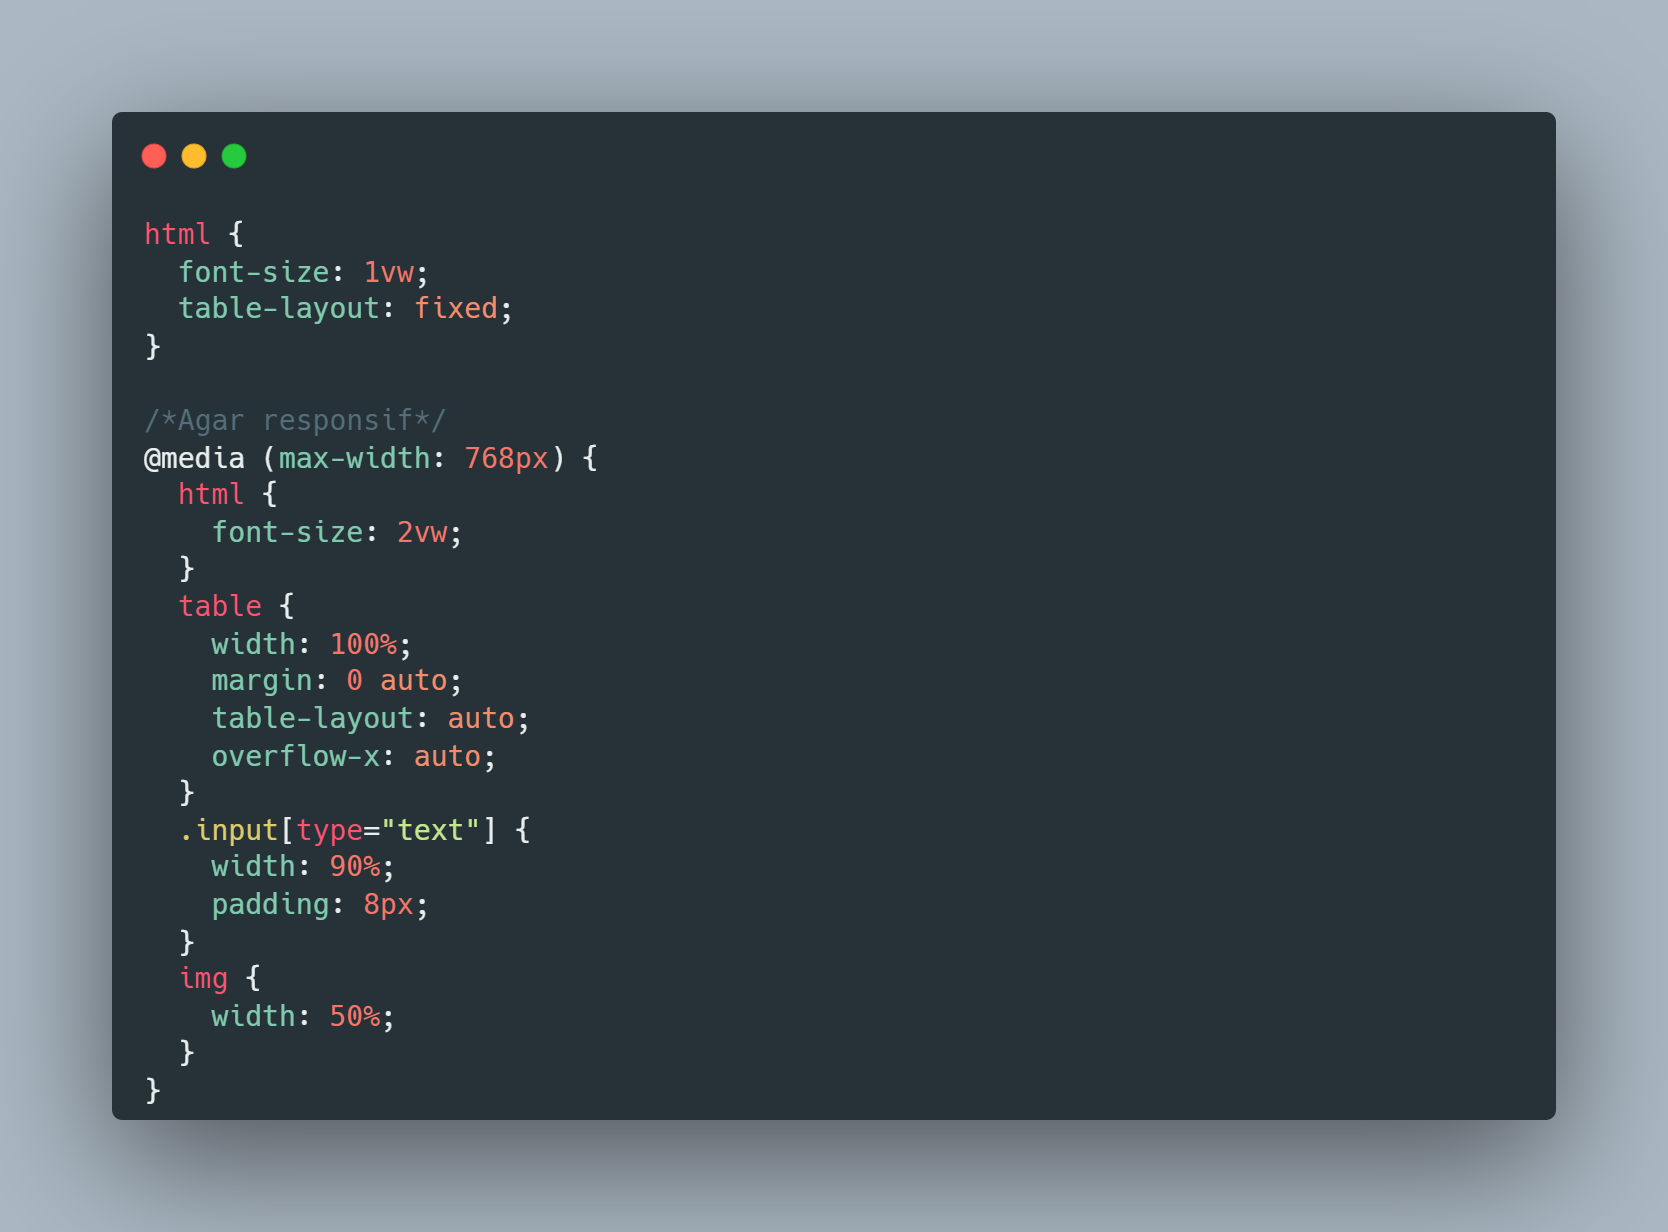 html {
  font-size: 1vw;
  table-layout: fixed;
}

/*Agar responsif*/
@media (max-width: 768px) {
  html {
    font-size: 2vw;
  }
  table {
    width: 100%;
    margin: 0 auto;
    table-layout: auto;
    overflow-x: auto;
  }
  .input[type="text"] {
    width: 90%;
    padding: 8px;
  }
  img {
    width: 50%;
  }
}